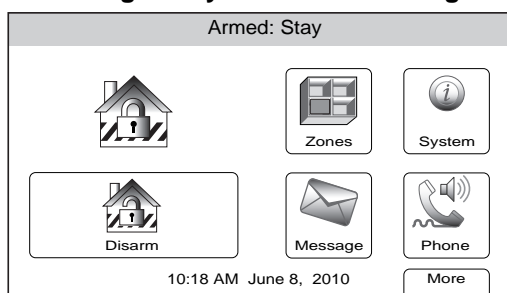 Armed: Stay
Zones
System
Disarm
Message
Phone
10:18 AM June 8, 2010
More